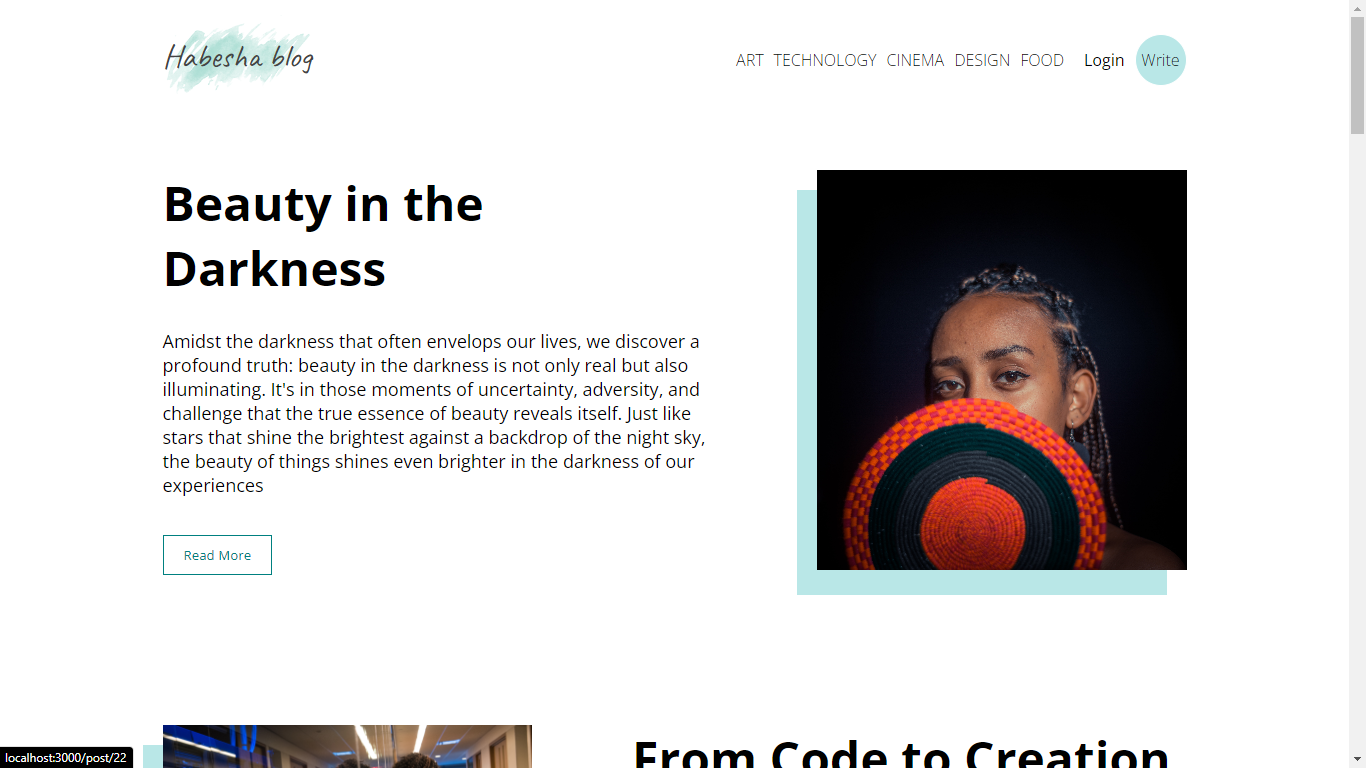 Habesha blog
ART TECHNOLOGY CINEMA DESIGN FOOD Login Write
Beauty in the
Darkness
Amidst the darkness that often envelops our lives, we discover a
profound truth: beauty in the darkness is not only real but also
illuminating. It's in those moments of uncertainty, adversity, and
challenge that the true essence of beauty reveals itself. Just like
stars that shine the brightest against a backdrop of the night sky,
the beauty of things shines even brighter in the darkness of our
experiences
Read More
From Code to Creation
localhost:3000/post/22